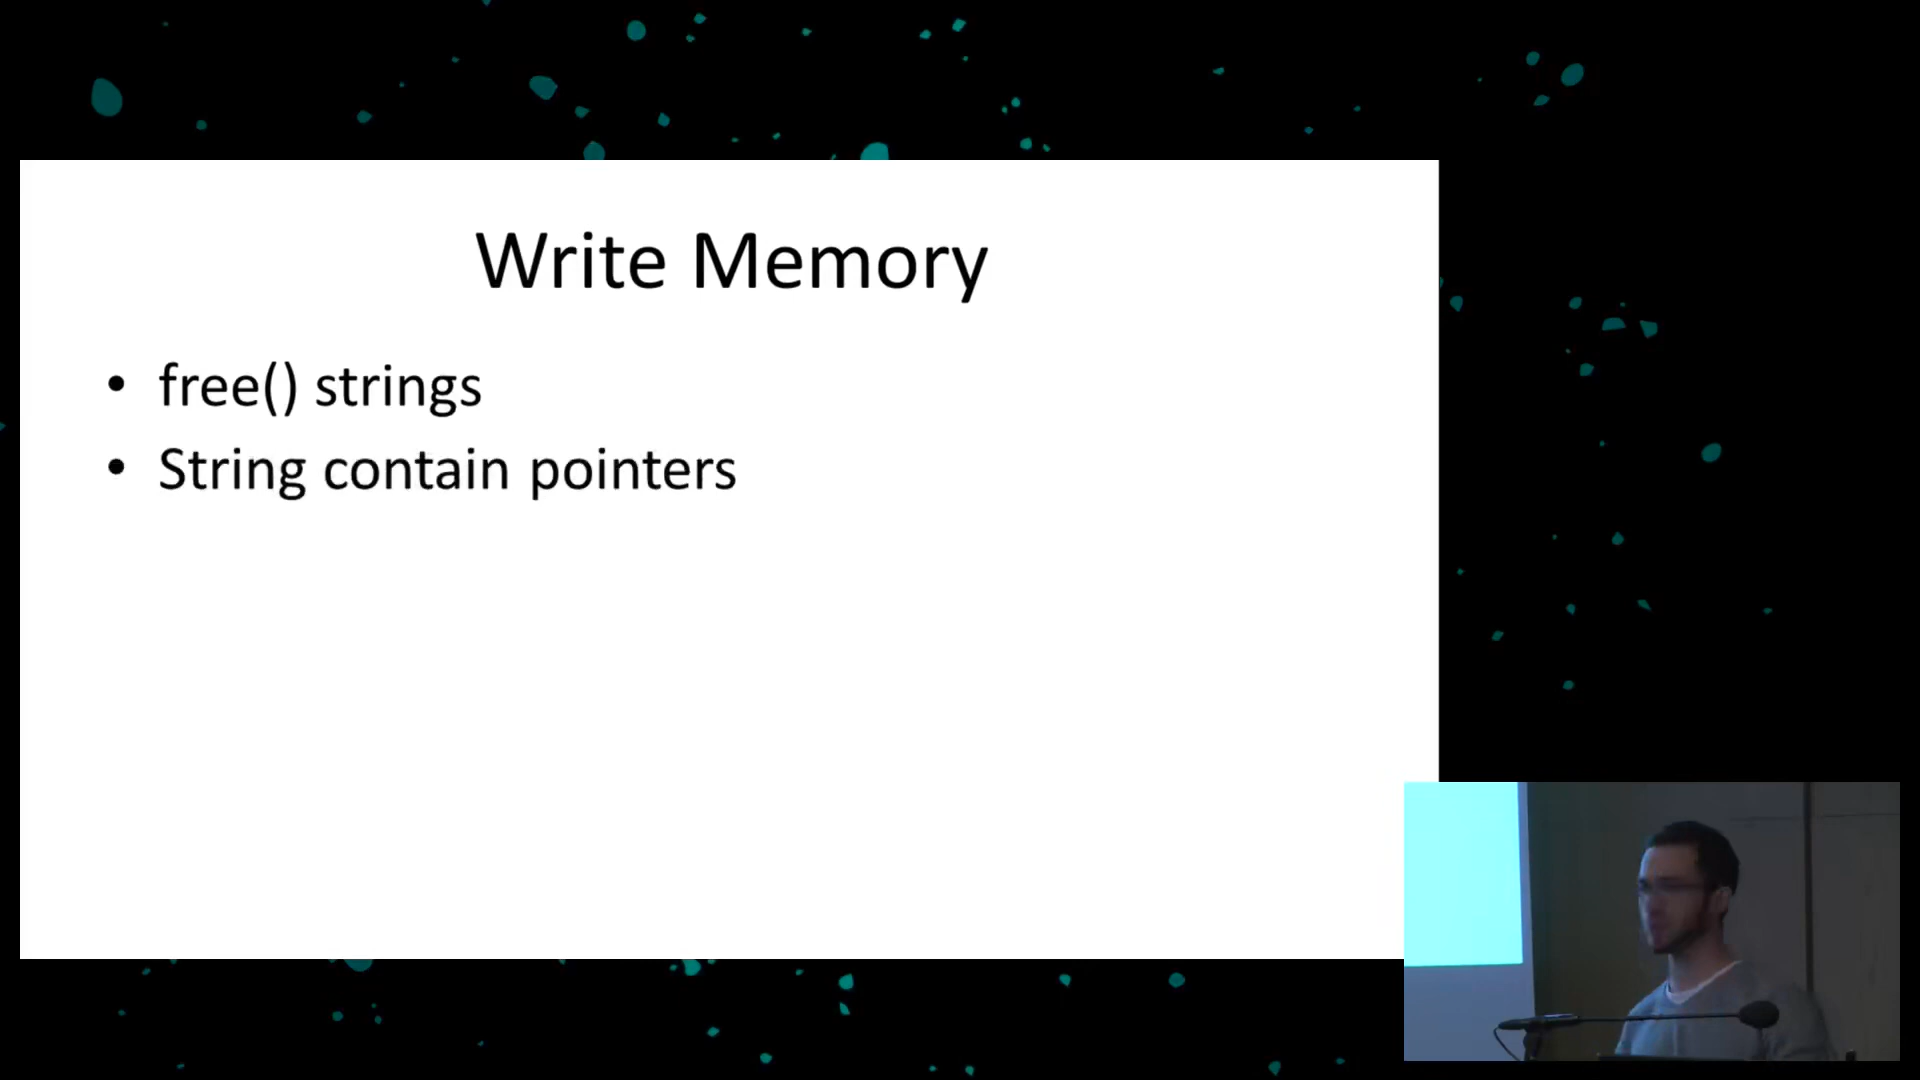 Write Memory
• free() strings
• String contain pointers